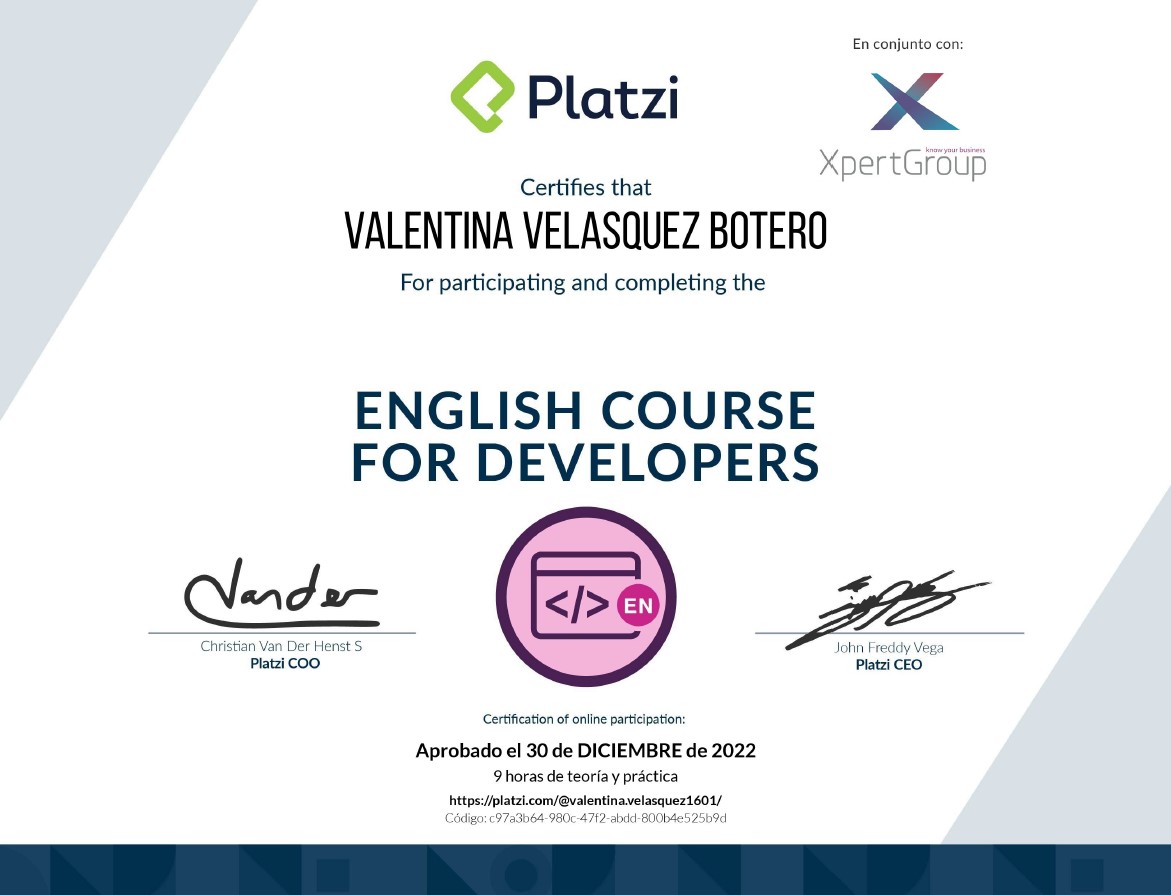 En conjunto con:
Platzi
know your business
XpertGroup
Certifies that
VALENTINA VELASQUEZ BOTERO
For participating and completing the
ENGLISH COURSE
FOR DEVELOPERS
</> EN
Vander
Christian Van Der Henst S
Platzi COO
John Freddy Vega
Platzi CEO
Certification of online participation:
Aprobado el 30 de DICIEMBRE de 2022
9 horas de teoría y práctica
https://platzi.com/@valentina.velasquez1601/
Código: c97a3b64-980c-47f2-abdd-800b4e525b9d